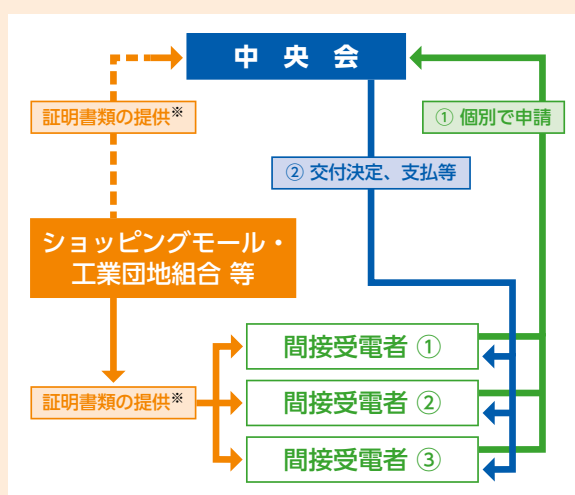 中 央 会
証明書類の提供※
① 個別で申請
② 交付決定、支払等
ショッピングモール・
工業団地組合 等
間接受電者 ①
証明書類の提供※
間接受電者 ②
間接受電者 ③